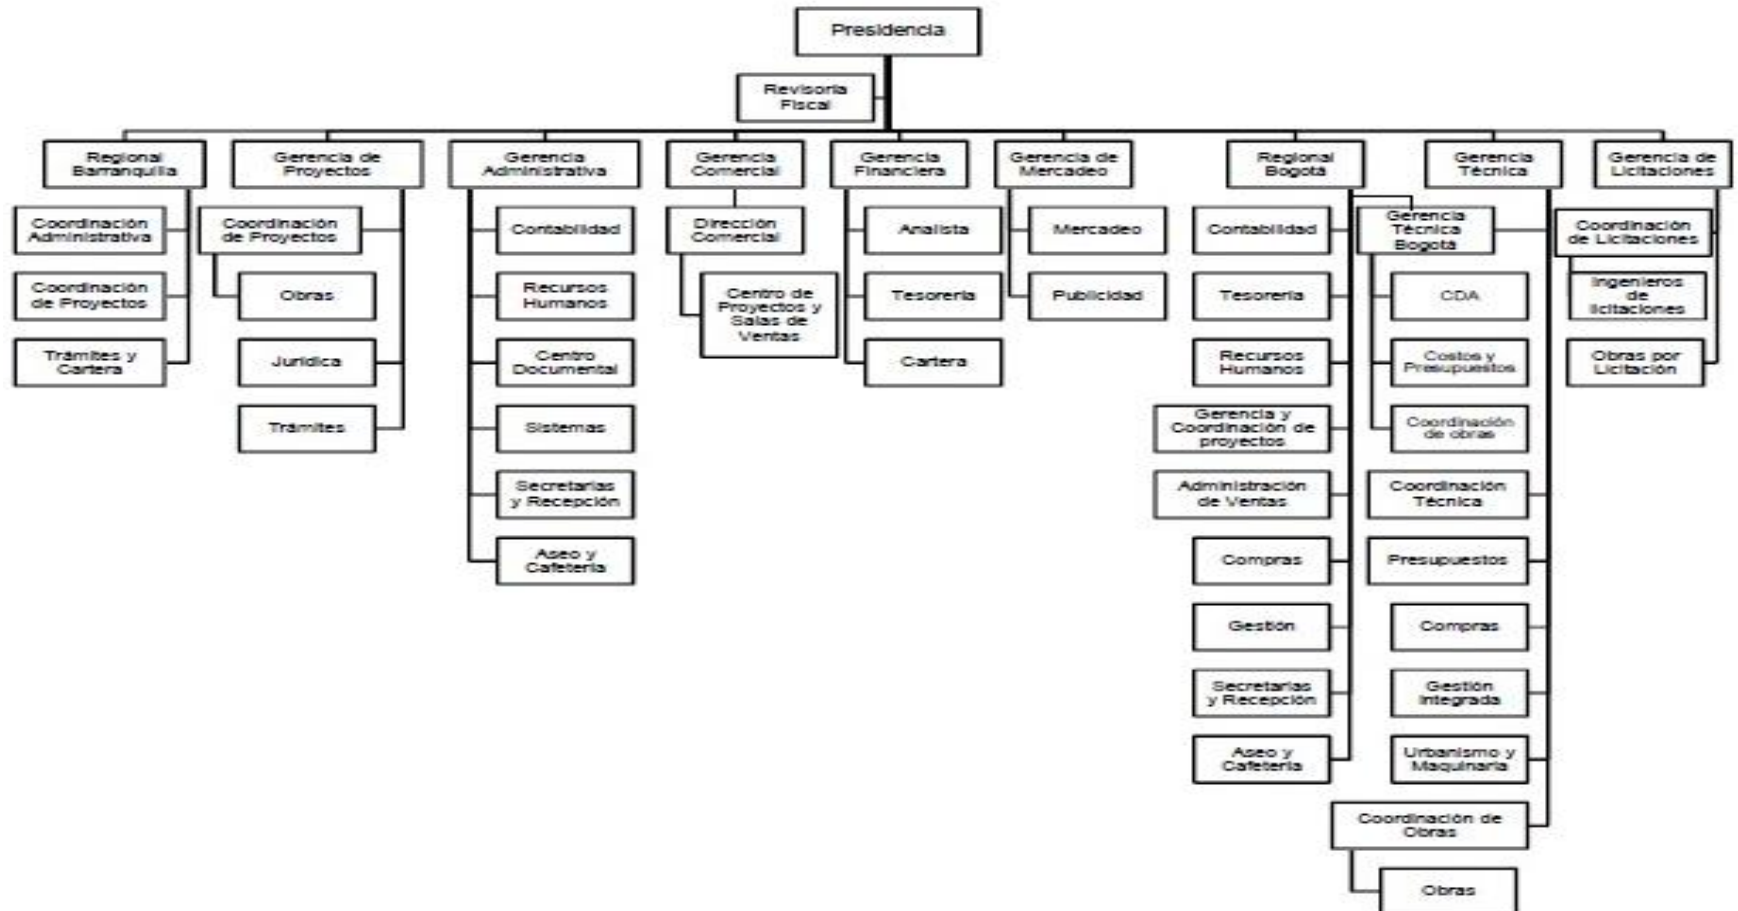 Presidencia
Revisoría
Fiscal
Regional
Barranquilla
Gerencia de
Proyectos
Gerencia
Administrativa
Gerencia
Comercial
Gerencia
Financiera
Gerencia de
Mercadeo
Regional
Bogotá
Gerencia
Técnica
Gerencia de
Licitaciones
Coordinación
Administrativa
Coordinación
de Proyectos
Trámites y
Cartera
Coordinación
de Proyectos
Obras
Jurídica
Trámites
Contabilidad
Recursos
Humanos
Centro
Documental
Sistemas
Secretarias
y Recepción
Aseo y
Cafetería
Dirección
Comercial
Centro de
Proyectos y
Salas de
Ventas
Analista
Tesorería
Cartera
Mercadeo
Publicidad
Contabilidad
Tesorería
Recursos
Humanos
Gerencia y
Coordinación de
proyectos
Administración
de Ventas
Compras
Gestión
Secretarias
y Recepción
Aseo y
Cafetería
Gerencia
Técnica
Bogotá
CDA
Costos y
Presupuestos
Coordinación
de obras
Coordinación
Técnica
Presupuestos
Compras
Gestión
Integrada
Urbanismo y
Maquinaria
Coordinación de
Obras
Obras
Coordinación
de Licitaciones
Ingenieros
de
licitaciones
Obras por
Licitación